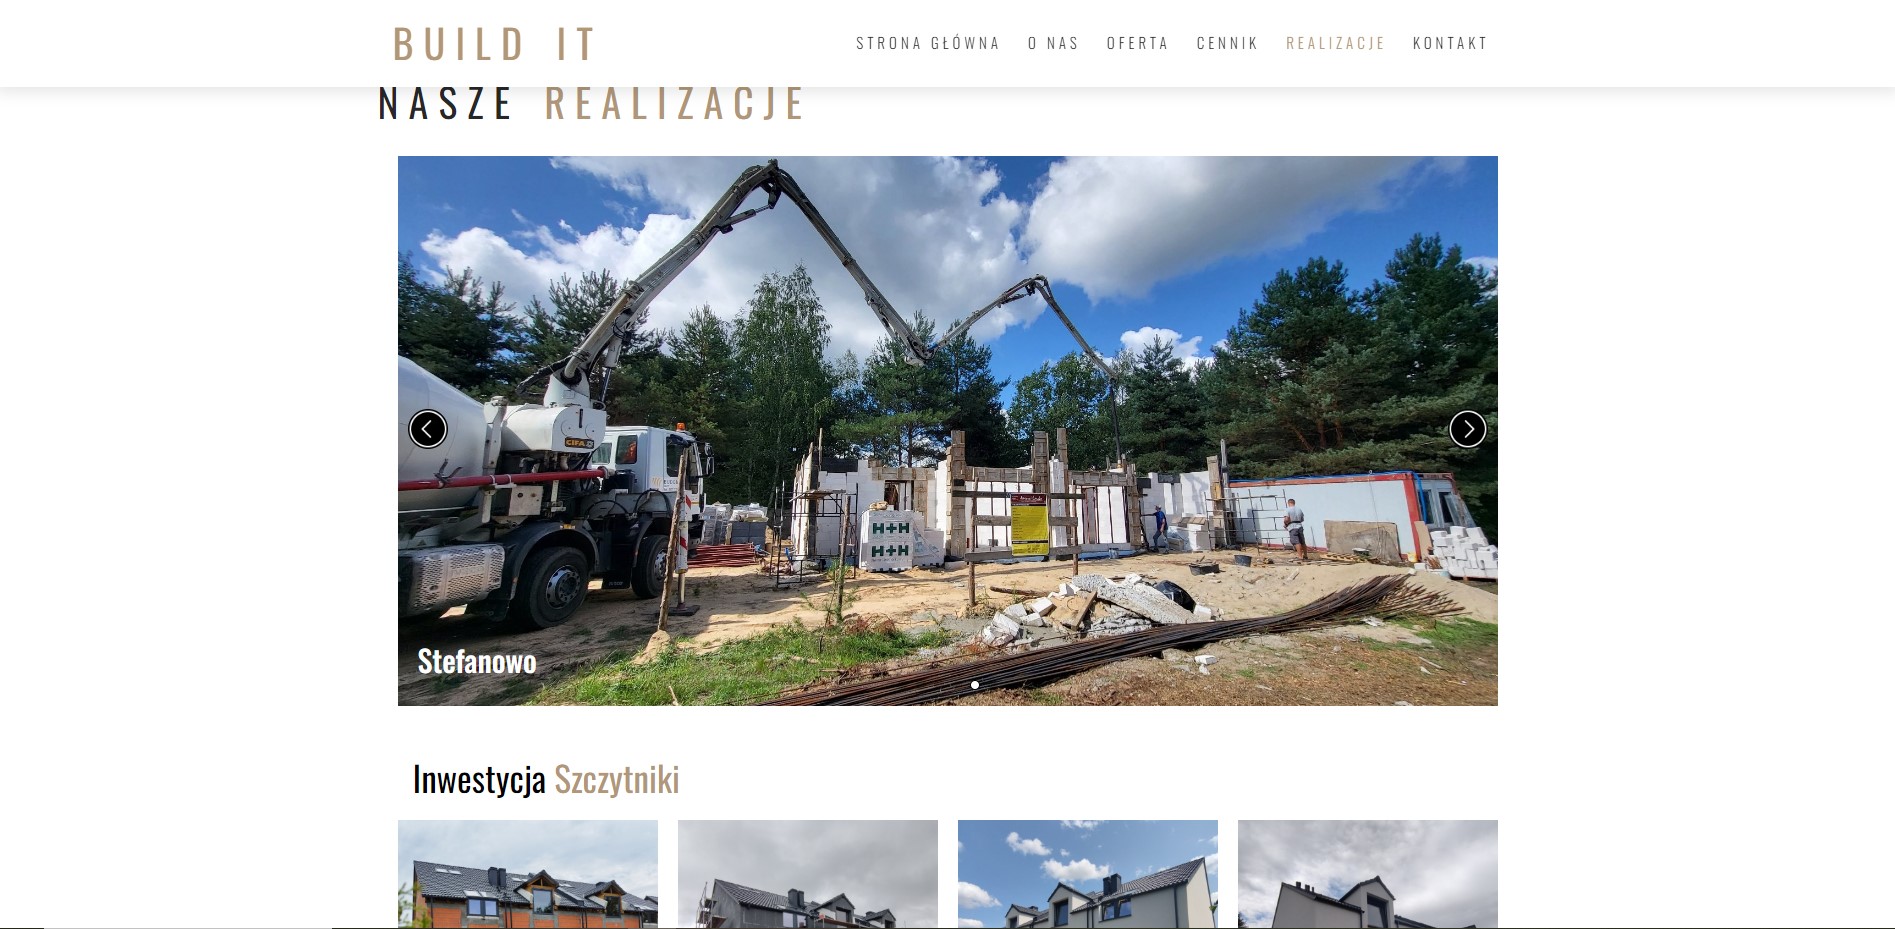 BUILD IT
STRONA GŁÓWNA O NAS OFERTA CENNIK REALIZACJE KONTAKT
NASZE REALIZACJE
CIFA
H+H
H+H
Stefanowo
Inwestycja Szczytniki